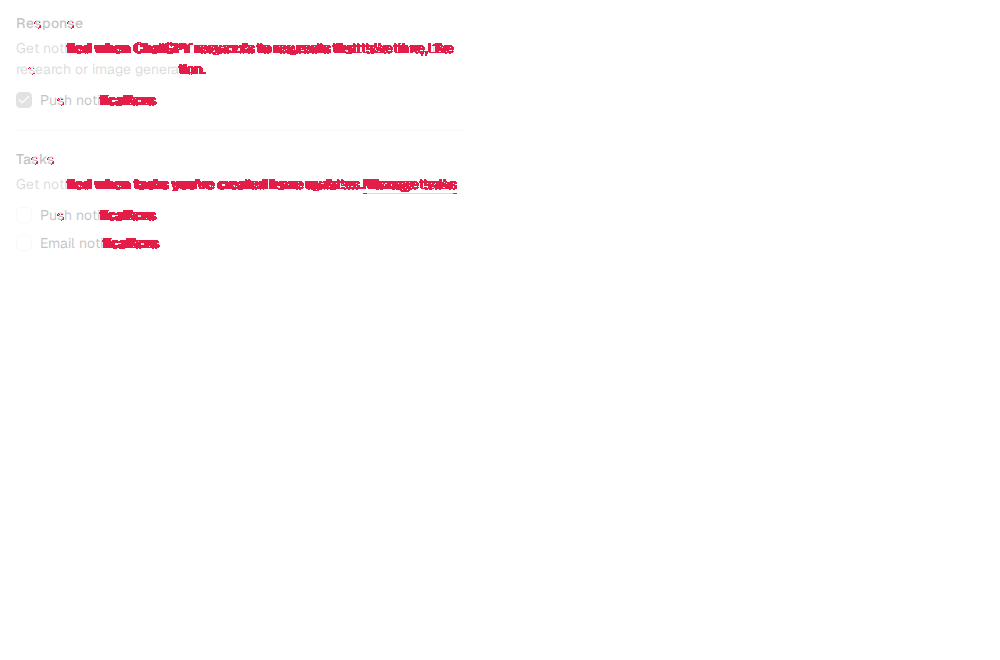 Response
Get notified when ChatGPT responds to requests that take time, like
research or image generation.
Push notifications
Tasks
Get notified when tasks you've created have updates. Manage tasks
Push notifications
Email notifications